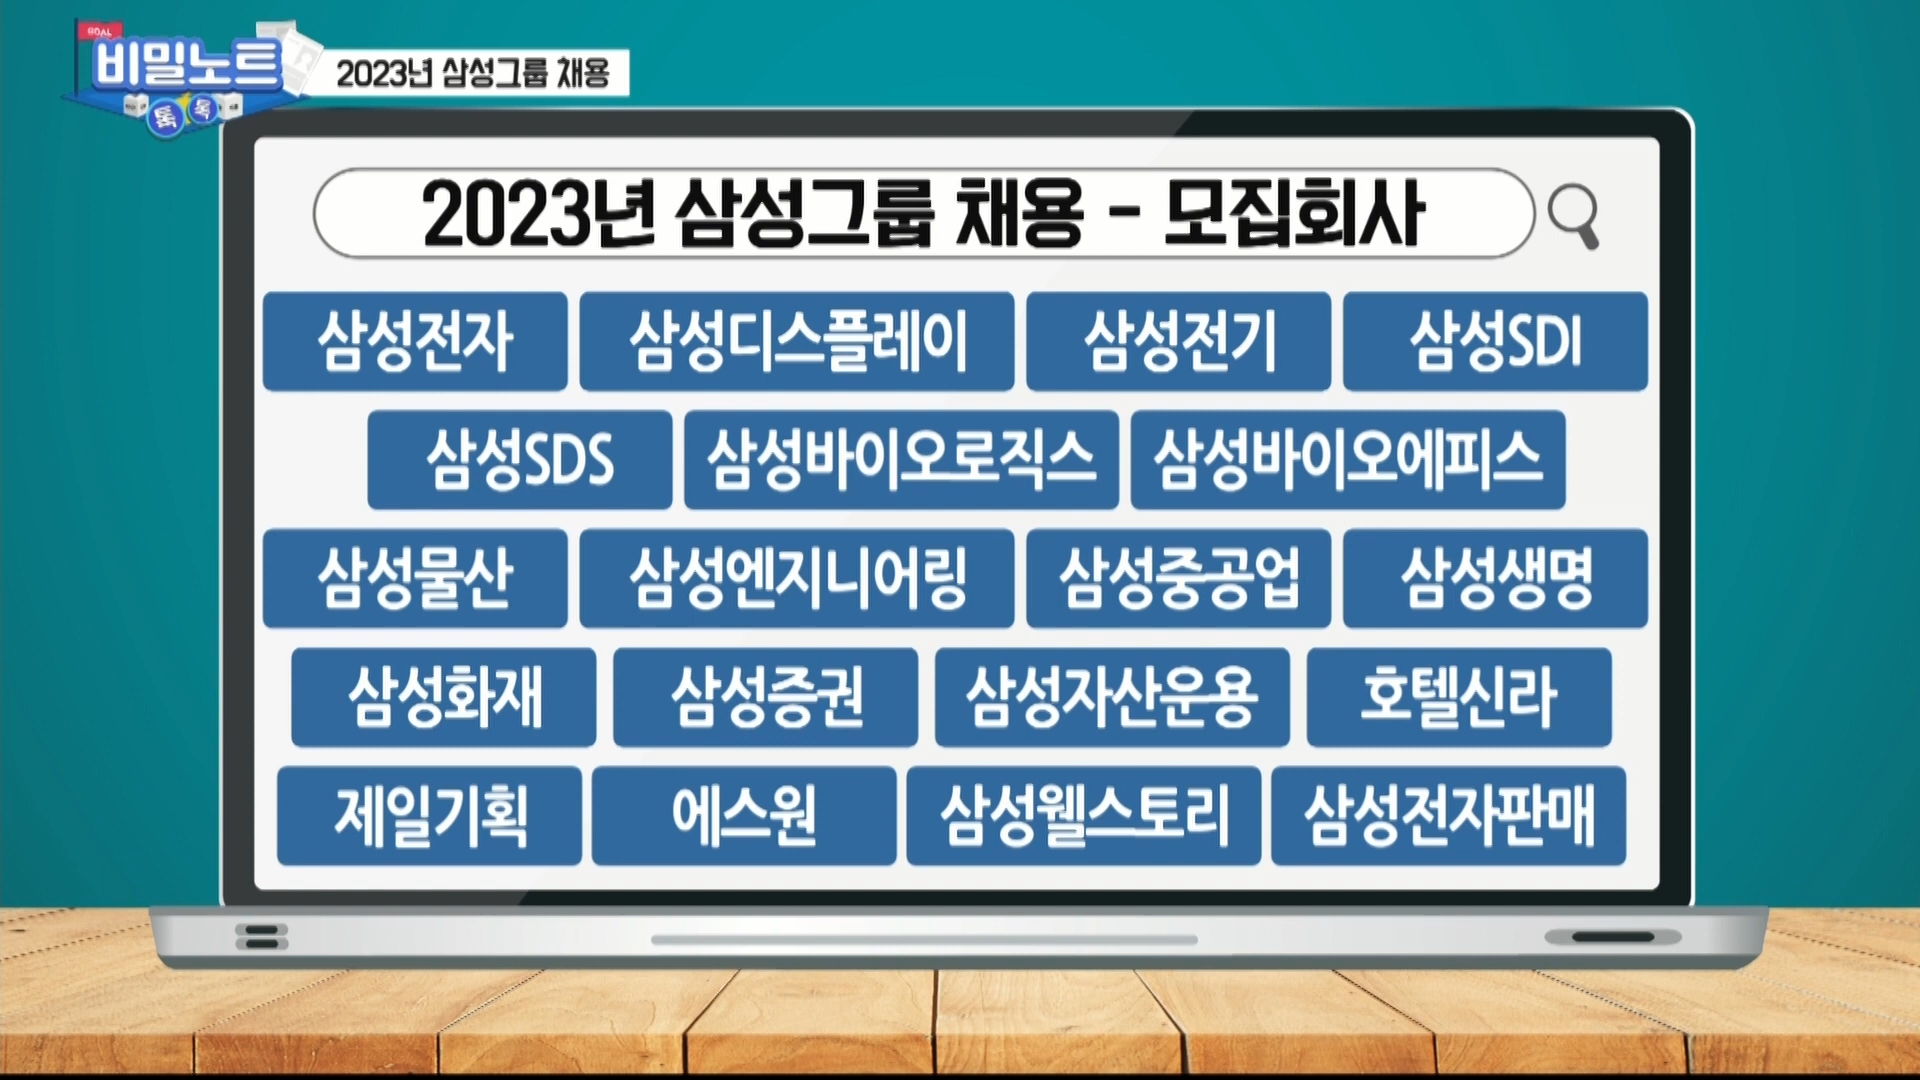 GOAL
비밀노트
톡톡
2023년 삼성그룹 채용
2023년 삼성그룹 채용 - 모집회사
삼성전자 삼성디스플레이 삼성전기 삼성SDI
삼성SDS 삼성바이오로직스 삼성바이오에피스
삼성물산 삼성엔지니어링 삼성중공업 삼성생명
삼성화재 삼성증권 삼성자산운용 호텔신라
제일기획 에스원 삼성웰스토리 삼성전자판매